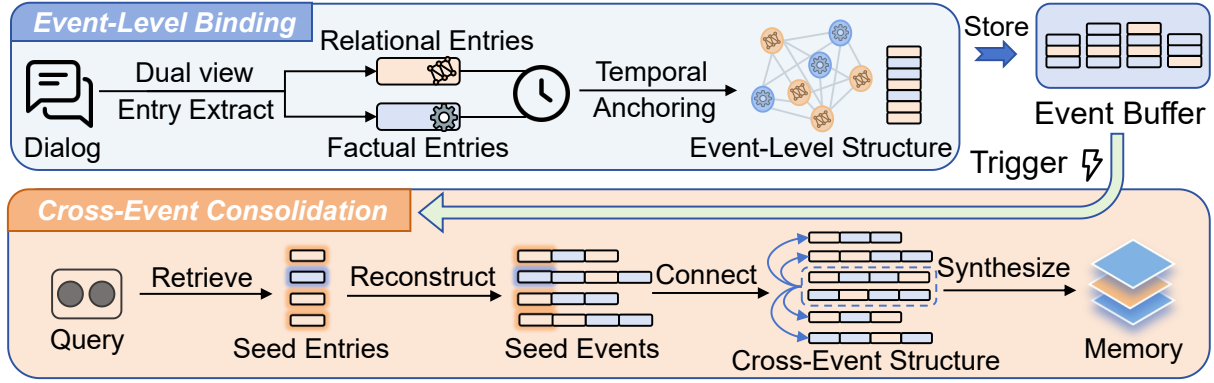 Event-Level Binding
Relational Entries
Dual view
Entry Extract
Temporal
Anchoring
Dialog
Factual Entries
Event-Level Structure
Store
Event Buffer
Trigger
Cross-Event Consolidation
Retrieve
Reconstruct
Connect
Synthesize
Query
Seed Entries
Seed Events
Cross-Event Structure
Memory